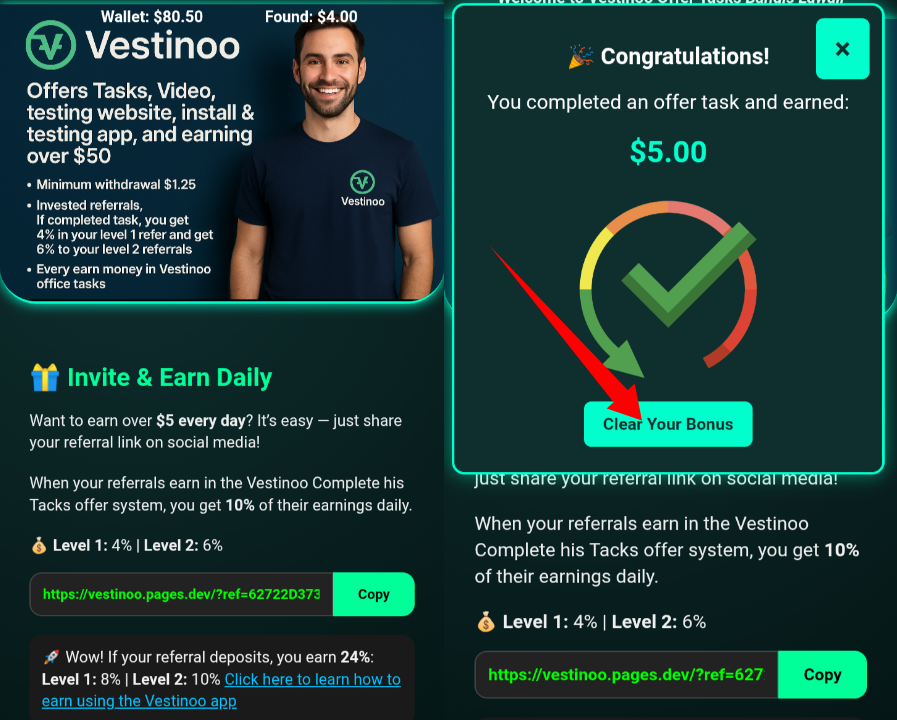 Wallet: $80.50 Found: $4.00
Vestinoo
Offers Tasks, Video,
testing website, install &
testing app, and earning
over $50
• Minimum withdrawal $1.25
• Invested referrals,
If completed task, you get
4% in your level 1 refer and get
6% to your level 2 referrals
• Every earn money in Vestinoo
office tasks
Vestinoo
🎁 Invite & Earn Daily
Want to earn over $5 every day? It's easy — just share
your referral link on social media!
When your referrals earn in the Vestinoo Complete his
Tacks offer system, you get 10% of their earnings daily.
💰 Level 1: 4% | Level 2: 6%
https://vestinoo.pages.dev/?ref=62722D373
Copy
🚀 Wow! If your referral deposits, you earn 24%:
Level 1: 8% | Level 2: 10% Click here to learn how to
earn using the Vestinoo app
Welcome to Vestinoo Offer Tasks
🎉 Congratulations!
×
You completed an offer task and earned:
$5.00
Clear Your Bonus
just share your referral link on social media!
When your referrals earn in the Vestinoo
Complete his Tacks offer system, you get 10%
of their earnings daily.
💰 Level 1: 4% | Level 2: 6%
https://vestinoo.pages.dev/?ref=627
Copy